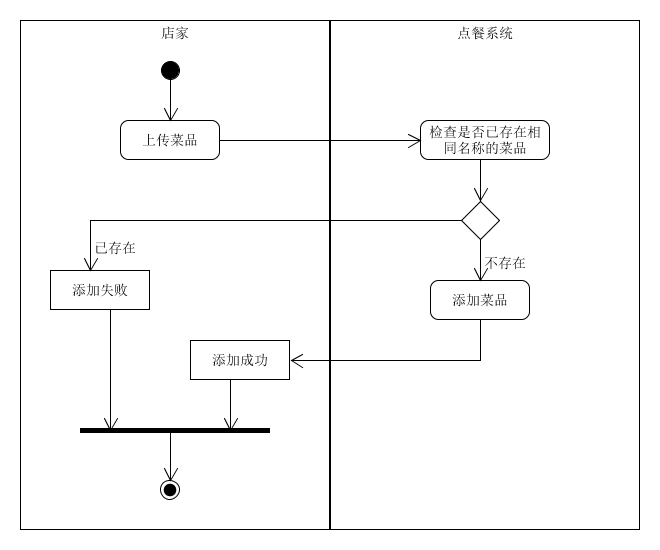 店家
点餐系统
上传菜品
检查是否已存在相
同名称的菜品
已存在
不存在
添加失败
添加菜品
添加成功